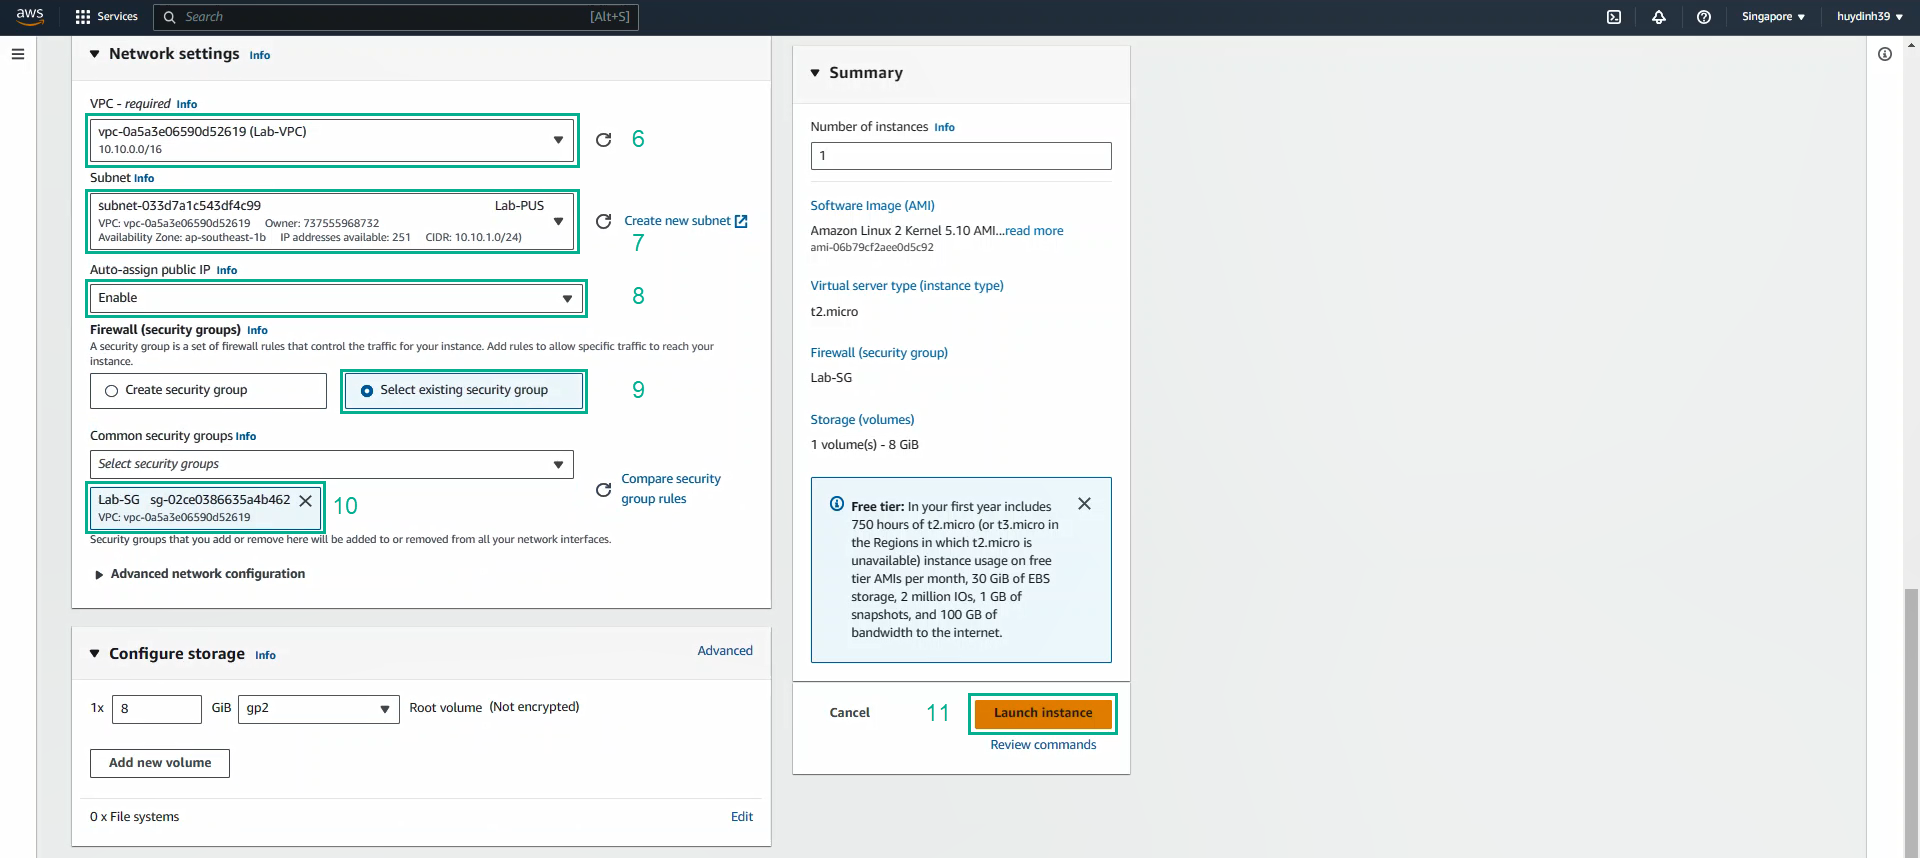 aws
Services
Search
[Alt+S]
Singapore
huydinh39
Network settings Info
VPC - required Info
vpc-0a5a3e06590d52619 (Lab-VPC)
10.10.0.0/16
6
Subnet Info
subnet-033d7a1c543df4c99 Lab-PUS
VPC: vpc-0a5a3e06590d52619 Owner: 737555968732
Availability Zone: ap-southeast-1b IP addresses available: 251 CIDR: 10.10.1.0/24)
Create new subnet
7
Auto-assign public IP Info
Enable
8
Firewall (security groups) Info
A security group is a set of firewall rules that control the traffic for your instance. Add rules to allow specific traffic to reach your
instance.
Create security group
Select existing security group
9
Common security groups Info
Select security groups
Compare security
group rules
Lab-SG sg-02ce0386635a4b462
VPC: vpc-0a5a3e06590d52619
10
Security groups that you add or remove here will be added to or removed from all your network interfaces.
Advanced network configuration
Configure storage Info
Advanced
1x 8 GiB gp2 Root volume (Not encrypted)
Add new volume
0 x File systems
Edit
Summary
Number of instances Info
1
Software Image (AMI)
Amazon Linux 2 Kernel 5.10 AMI...read more
ami-06b79cf2aee0d5c92
Virtual server type (instance type)
t2.micro
Firewall (security group)
Lab-SG
Storage (volumes)
1 volume(s) - 8 GiB
Free tier: In your first year includes
750 hours of t2.micro (or t3.micro in
the Regions in which t2.micro is
unavailable) instance usage on free
tier AMIs per month, 30 GiB of EBS
storage, 2 million IOs, 1 GB of
snapshots, and 100 GB of
bandwidth to the internet.
Cancel
11
Launch instance
Review commands